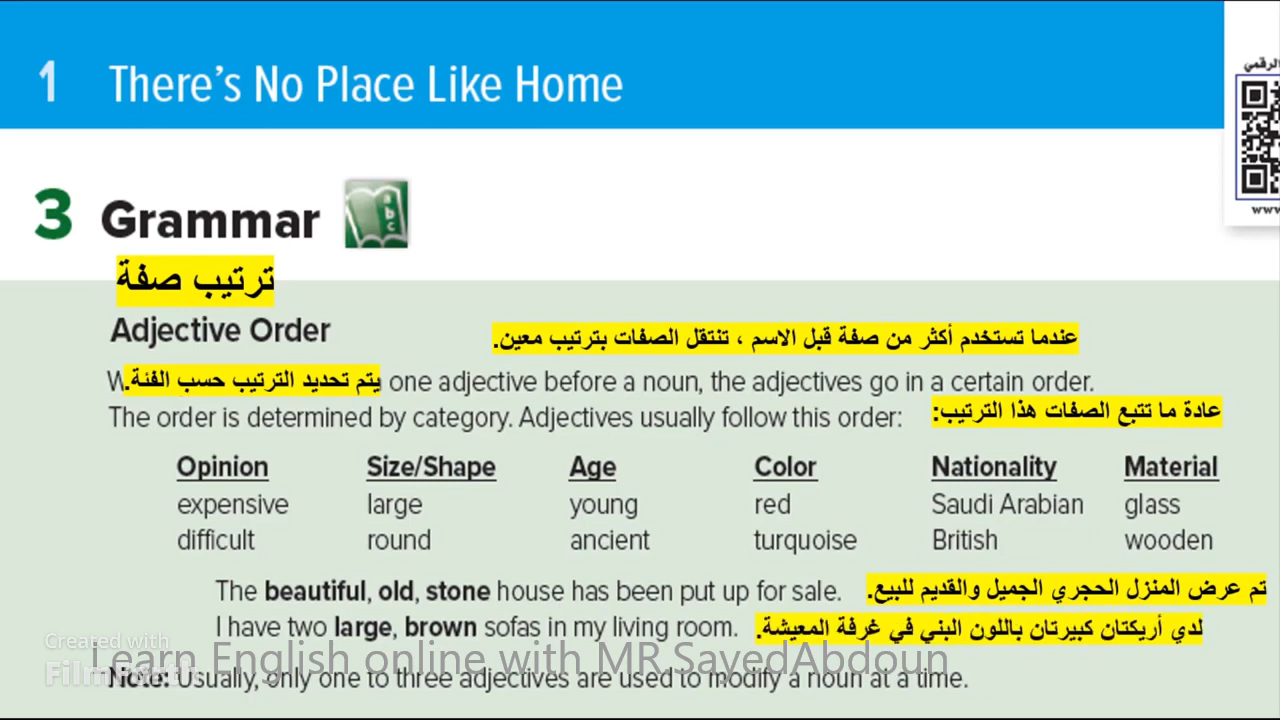 1 There's No Place Like Home
الرقمي
www
3 Grammar
a b c
ترتيب صفة
Adjective Order
عندما تستخدم أكثر من صفة قبل الاسم ، تنتقل الصفات بترتيب معين.
يتم تحديد الترتيب حسب الفئة.
W one adjective before a noun, the adjectives go in a certain order.
The order is determined by category. Adjectives usually follow this order:
عادة ما تتبع الصفات هذا الترتيب:
Opinion Size/Shape Age Color Nationality Material
expensive large young red Saudi Arabian glass
difficult round ancient turquoise British wooden
The beautiful, old, stone house has been put up for sale.
تم عرض المنزل الحجري الجميل والقديم للبيع.
I have two large, brown sofas in my living room.
لدي أريكتان كبيرتان باللون البني في غرفة المعيشة.
Created with
Learn English online with MR.SayedAbdoun
Note: Usually, only one to three adjectives are used to modify a noun at a time.